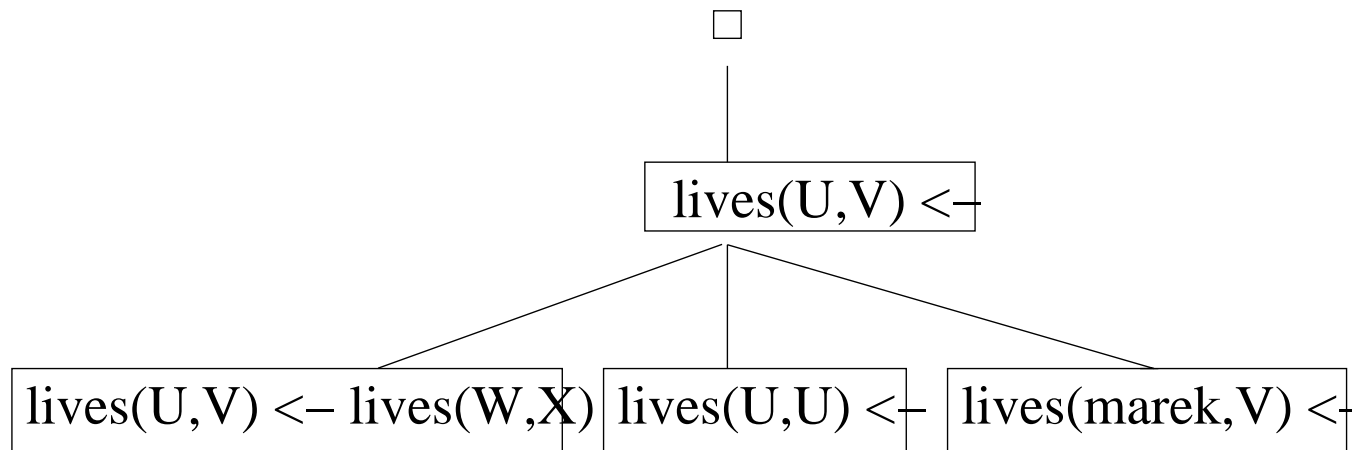 lives(U,V) <–
lives(U,V) <– lives(W,X)
lives(U,U) <–
lives(marek,V) <–